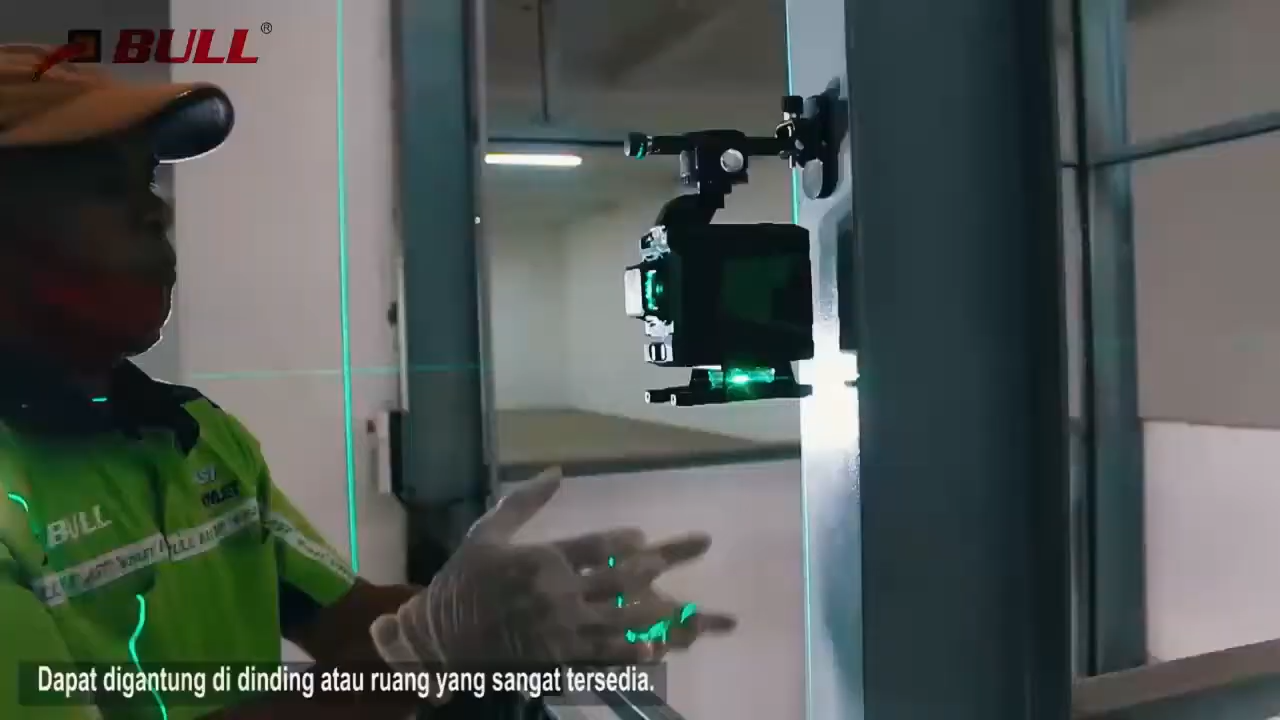 BULL®
BULL
Dapat digantung di dinding atau ruang yang sangat tersedia.